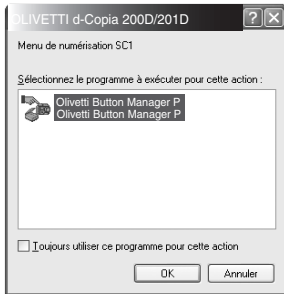 OLIVETTI d-Copia 200D/201D
Menu de numérisation SC1
Sélectionnez le programme à exécuter pour cette action :
Olivetti Button Manager P
Olivetti Button Manager P
Toujours utiliser ce programme pour cette action
OK
Annuler